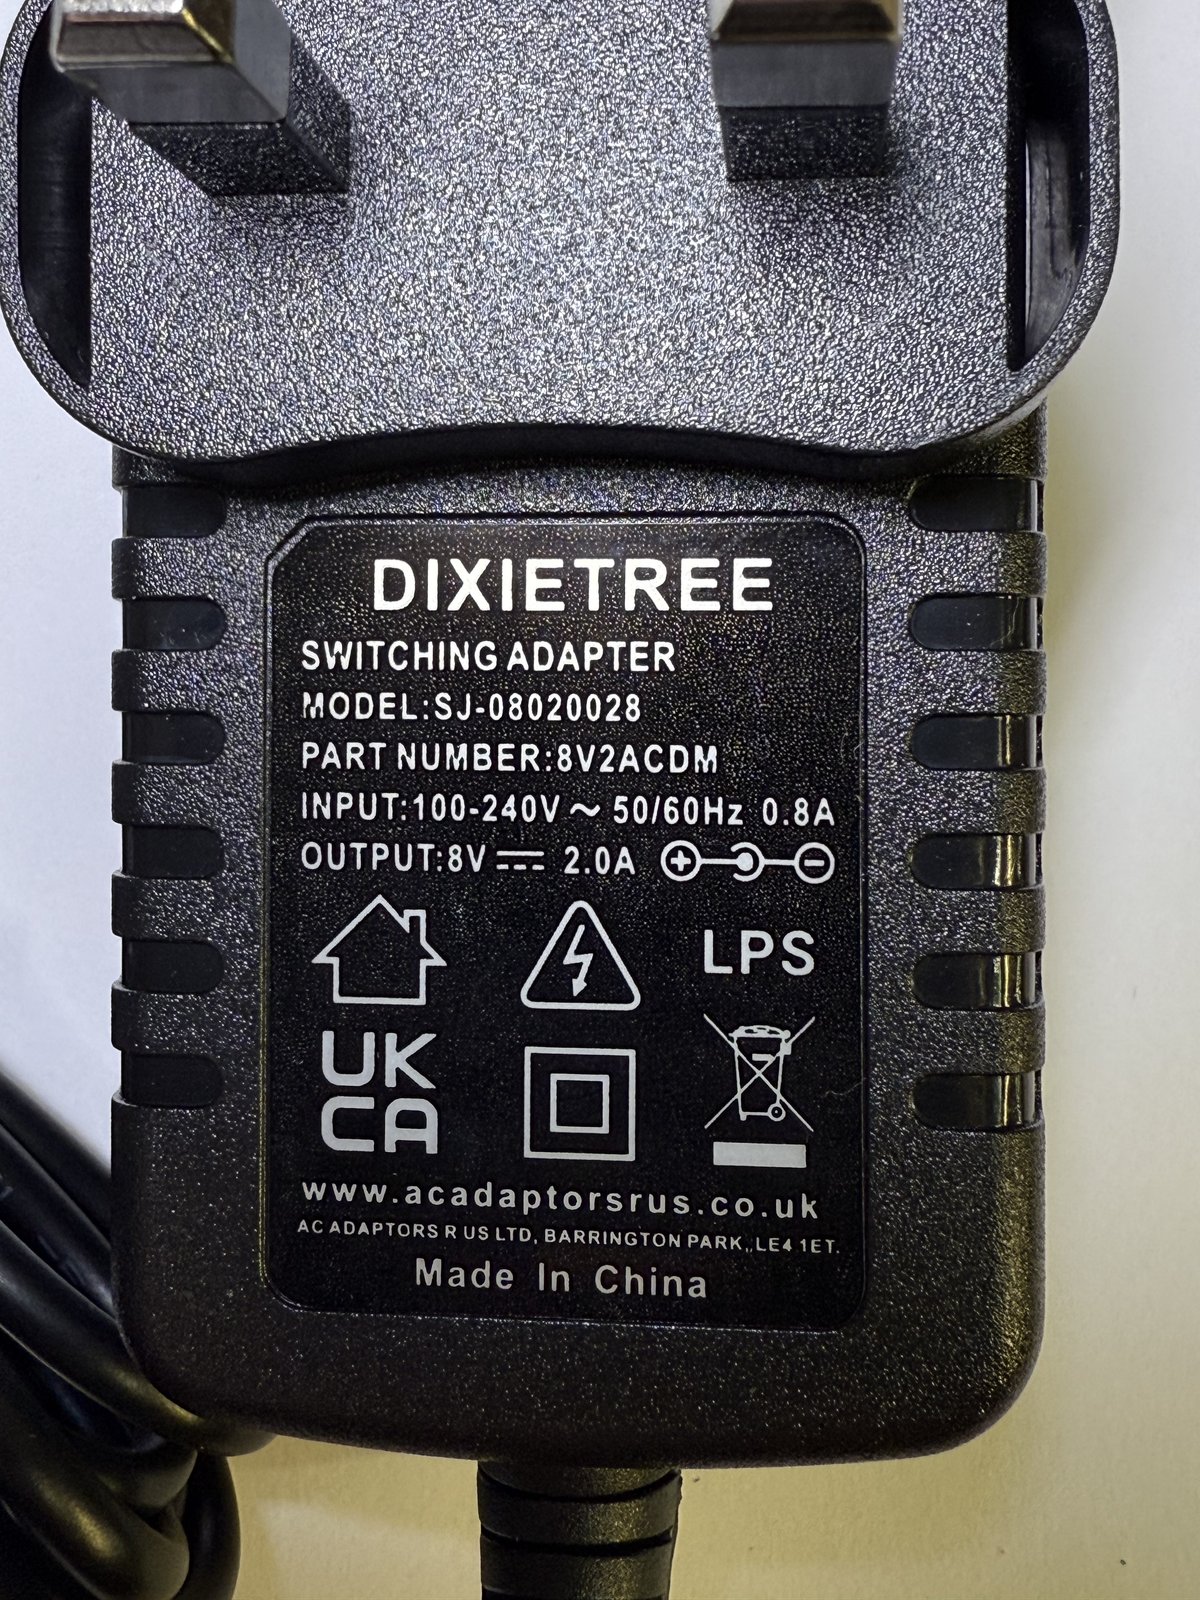 DIXIETREE
SWITCHING ADAPTER
MODEL:SJ-08020028
PART NUMBER:8V2ACDM
INPUT:100-240V ~ 50/60Hz 0.8A
OUTPUT:8V ⎓ 2.0A + -
LPS
UK
CA
www.acadaptorsrus.co.uk
AC ADAPTORS R US LTD, BARRINGTON PARK,,LE4 1ET.
Made In China